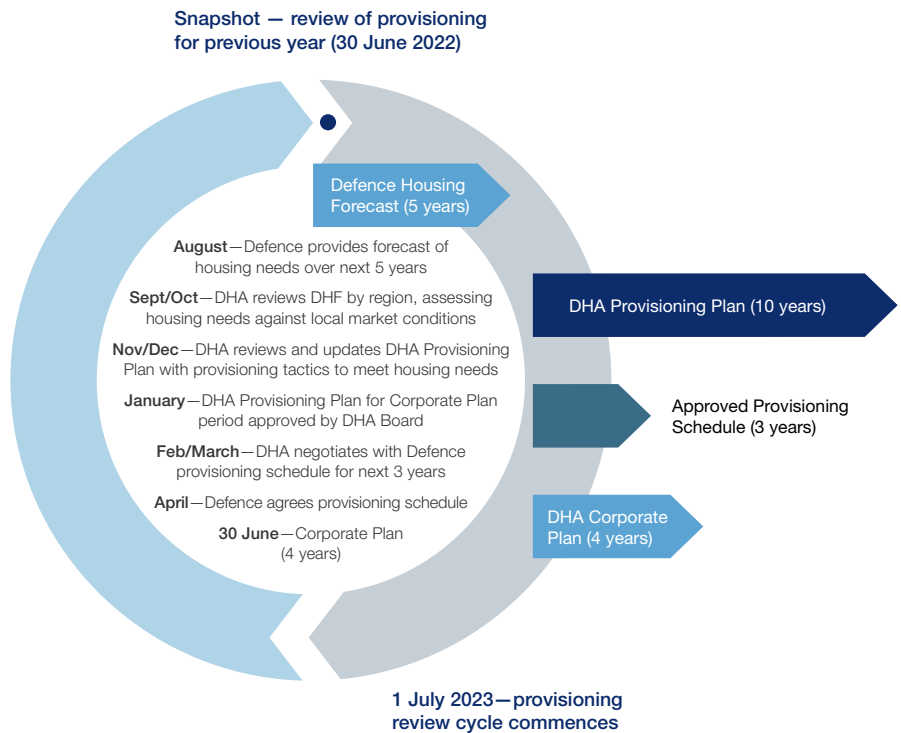 Snapshot — review of provisioning
for previous year (30 June 2022)
Defence Housing
Forecast (5 years)
August—Defence provides forecast of
housing needs over next 5 years
Sept/Oct—DHA reviews DHF by region, assessing
housing needs against local market conditions
Nov/Dec—DHA reviews and updates DHA Provisioning
Plan with provisioning tactics to meet housing needs
January—DHA Provisioning Plan for Corporate Plan
period approved by DHA Board
Feb/March—DHA negotiates with Defence
provisioning schedule for next 3 years
April—Defence agrees provisioning schedule
30 June—Corporate Plan
(4 years)
DHA Provisioning Plan (10 years)
Approved Provisioning
Schedule (3 years)
DHA Corporate
Plan (4 years)
1 July 2023—provisioning
review cycle commences